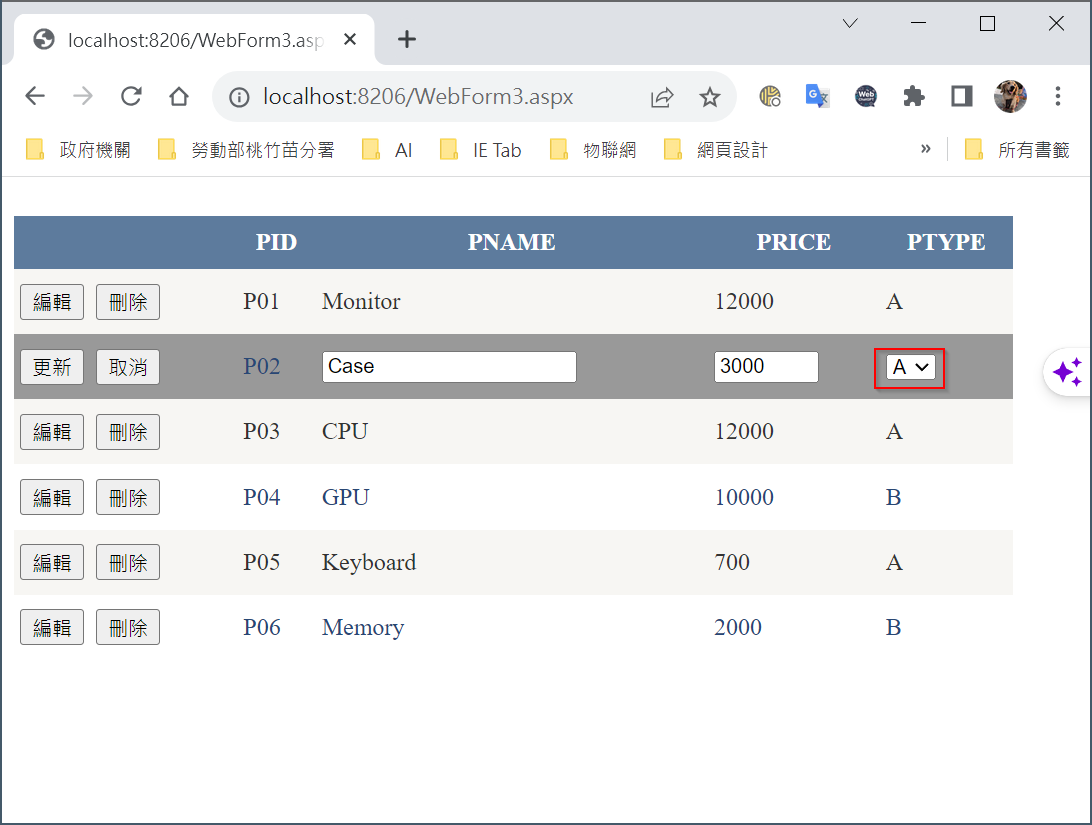 localhost:8206/WebForm3.asp
localhost:8206/WebForm3.aspx
政府機關 勞動部桃竹苗分署 AI IE Tab 物聯網 網頁設計 » 所有書籤
PID PNAME PRICE PTYPE
編輯 刪除 P01 Monitor 12000 A
更新 取消 P02 Case 3000 A
編輯 刪除 P03 CPU 12000 A
編輯 刪除 P04 GPU 10000 B
編輯 刪除 P05 Keyboard 700 A
編輯 刪除 P06 Memory 2000 B